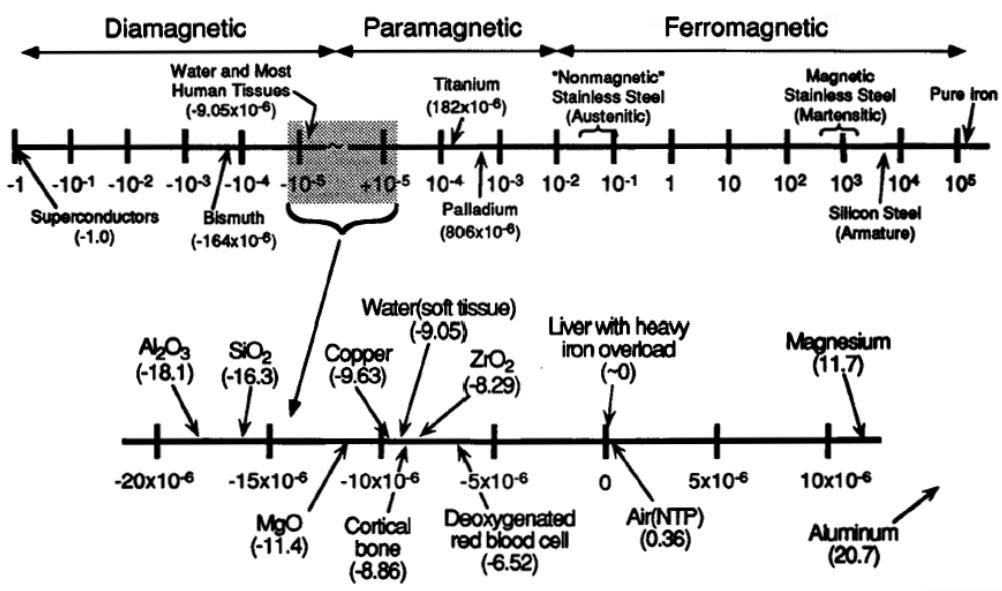 Diamagnetic Paramagnetic Ferromagnetic
Water and Most
Human Tissues
(-9.05x10⁻⁶)
Titanium
(182x10⁻⁶)
"Nonmagnetic"
Stainless Steel
(Austenitic)
Magnetic
Stainless Steel
(Martensitic)
Pure iron
-1 -10⁻¹ -10⁻² -10⁻³ -10⁻⁴ -10⁻⁵ +10⁻⁵ 10⁻⁴ 10⁻³ 10⁻² 10⁻¹ 1 10 10² 10³ 10⁴ 10⁵
Superconductors
(-1.0)
Bismuth
(-164x10⁻⁶)
Palladium
(806x10⁻⁶)
Silicon Steel
(Armature)
Al₂O₃
(-18.1)
SiO₂
(-16.3)
Copper
(-9.63)
Water(soft tissue)
(-9.05)
ZrO₂
(-8.29)
Liver with heavy
iron overload
(~0)
Magnesium
(11.7)
-20x10⁻⁶ -15x10⁻⁶ -10x10⁻⁶ -5x10⁻⁶ 0 5x10⁻⁶ 10x10⁻⁶
MgO
(-11.4)
Cortical
bone
(-8.86)
Deoxygenated
red blood cell
(-6.52)
Air(NTP)
(0.36)
Aluminum
(20.7)